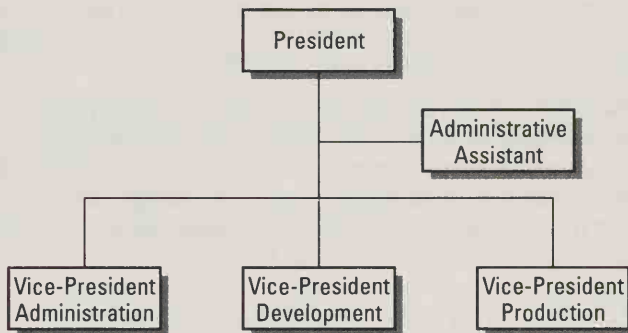 President
Administrative
Assistant
Vice-President
Administration
Vice-President
Development
Vice-President
Production